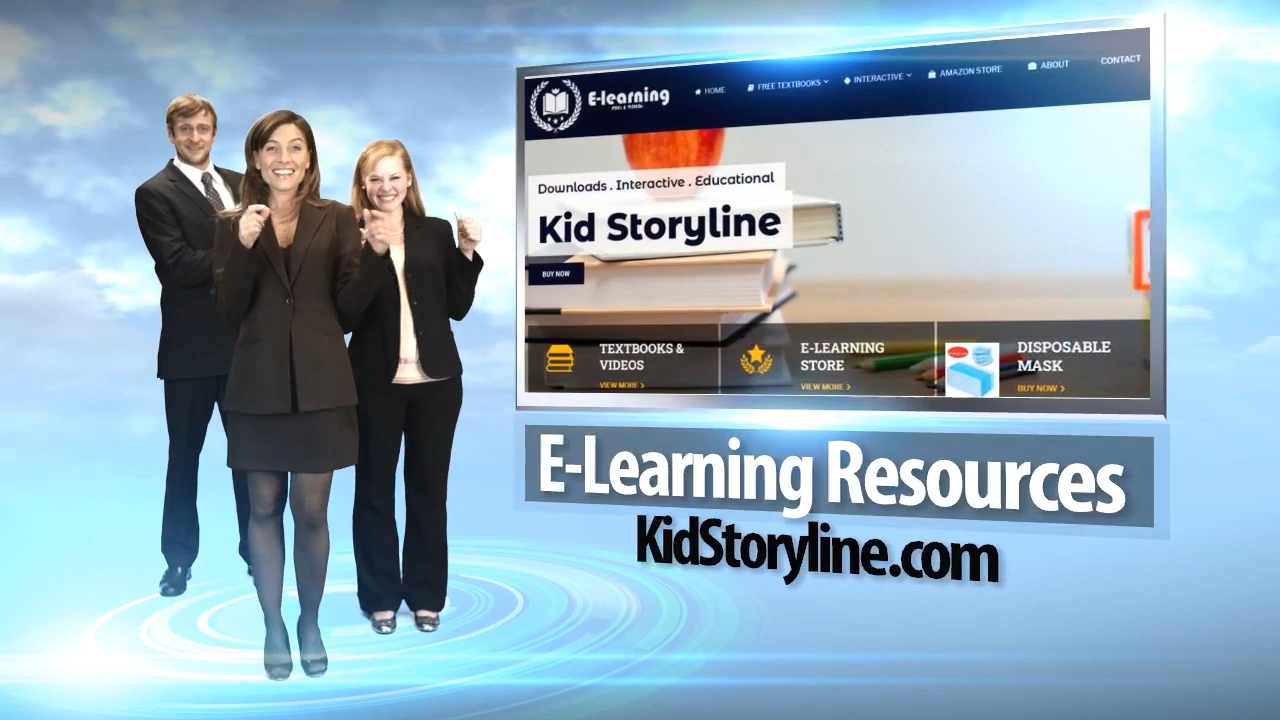 E-learning
HOME
FREE TEXTBOOKS
INTERACTIVE
AMAZON STORE
ABOUT
CONTACT
Downloads . Interactive . Educational
Kid Storyline
BUY NOW
TEXTBOOKS &
VIDEOS
VIEW MORE >
E-LEARNING
STORE
VIEW MORE >
DISPOSABLE
MASK
BUY NOW >
E-Learning Resources
KidStoryline.com